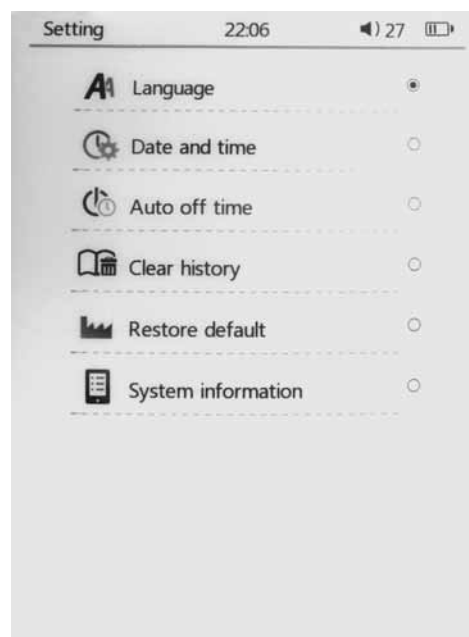 Setting 22:06 27
Language
Date and time
Auto off time
Clear history
Restore default
System information